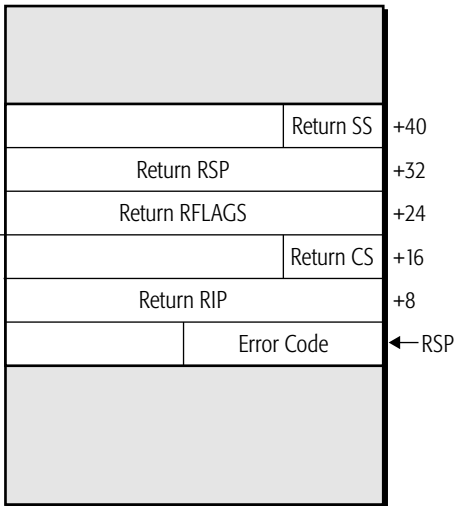 Return SS +40
Return RSP +32
Return RFLAGS +24
Return CS +16
Return RIP +8
Error Code RSP